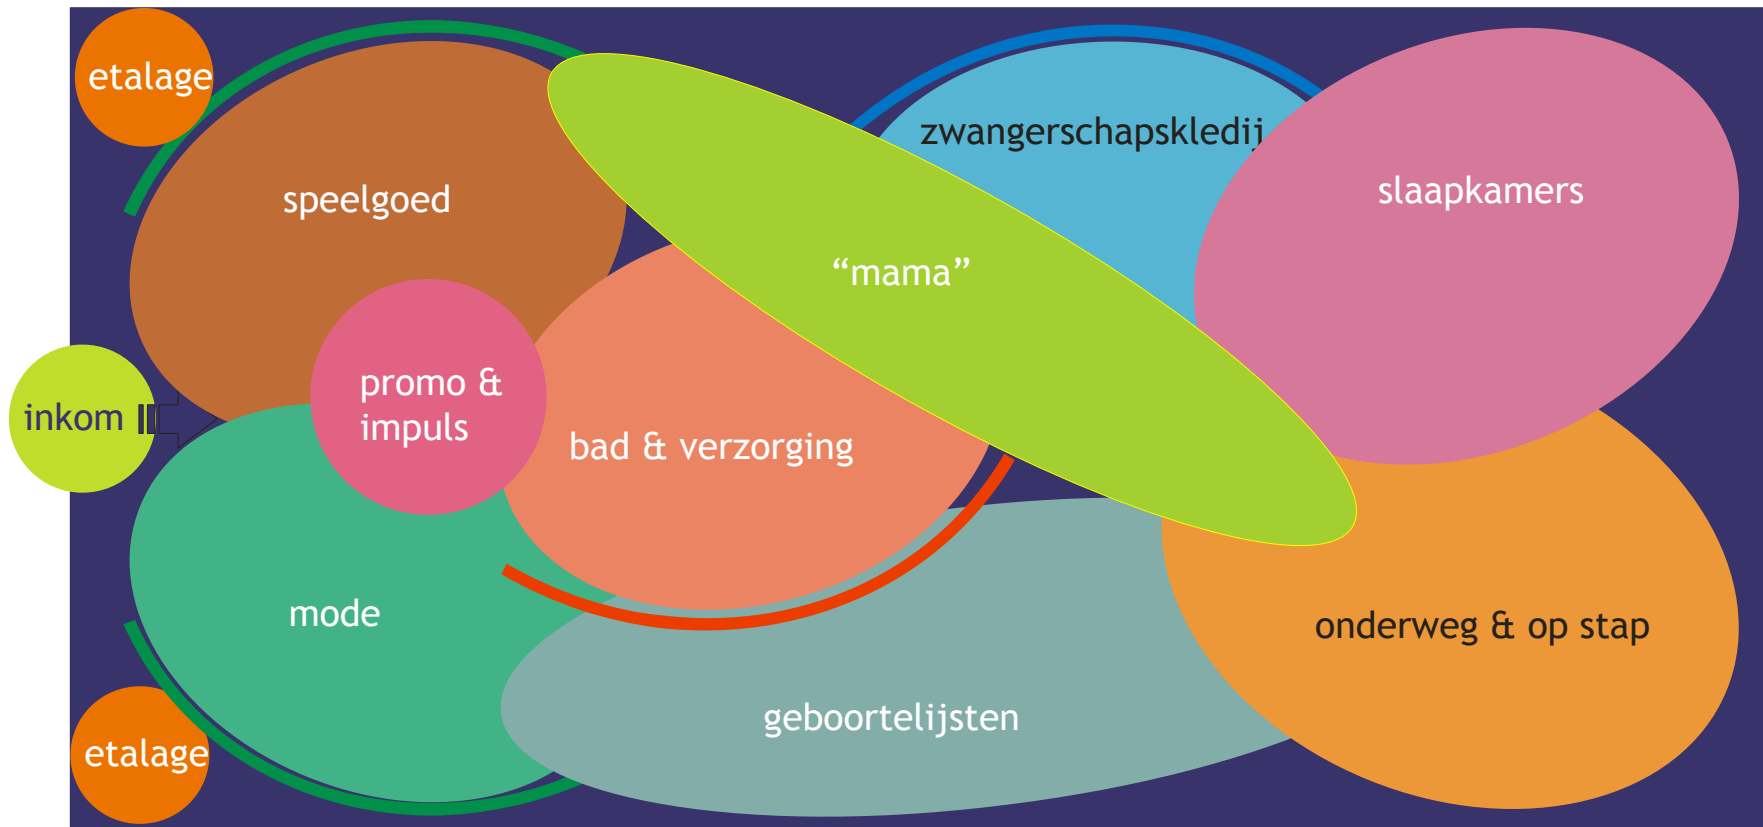 etalage
zwangerschapskledij
speelgoed
slaapkamers
“mama”
promo &
impuls
inkom
bad & verzorging
mode
onderweg & op stap
geboortelijsten
etalage